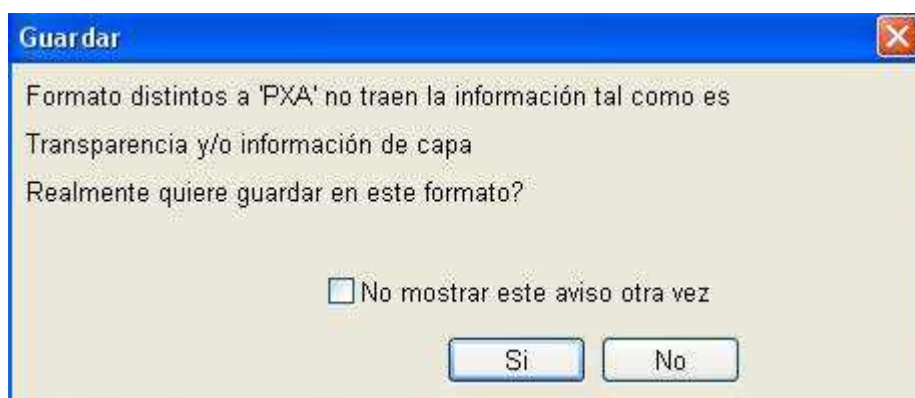 Guardar
Formato distintos a 'PXA' no traen la información tal como es
Transparencia y/o información de capa
Realmente quiere guardar en este formato?
No mostrar este aviso otra vez
Si No